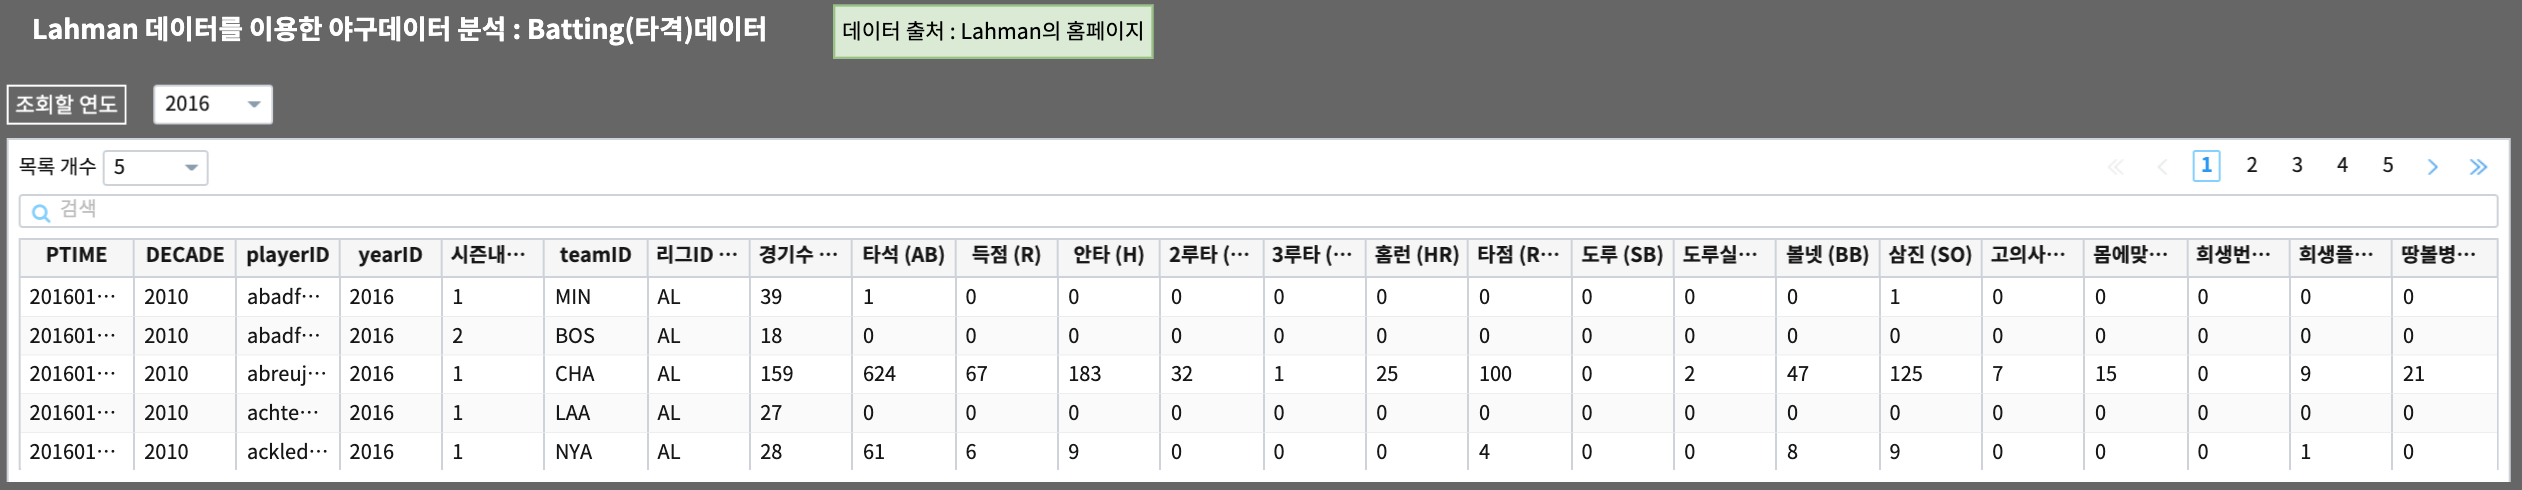 Lahman 데이터를 이용한 야구데이터 분석 : Batting(타격)데이터 데이터 출처 : Lahman의 홈페이지
조회할 연도 2016
목록 개수 5 « < 1 2 3 4 5 > »
검색
PTIME DECADE playerID yearID 시즌내··· teamID 리그ID ··· 경기수 ··· 타석 (AB) 득점 (R) 안타 (H) 2루타 (··· 3루타 (··· 홈런 (HR) 타점 (R··· 도루 (SB) 도루실··· 볼넷 (BB) 삼진 (SO) 고의사··· 몸에맞··· 희생번··· 희생플··· 땅볼병···
201601··· 2010 abadf··· 2016 1 MIN AL 39 1 0 0 0 0 0 0 0 0 0 1 0 0 0 0 0
201601··· 2010 abadf··· 2016 2 BOS AL 18 0 0 0 0 0 0 0 0 0 0 0 0 0 0 0 0
201601··· 2010 abreuj··· 2016 1 CHA AL 159 624 67 183 32 1 25 100 0 2 47 125 7 15 0 9 21
201601··· 2010 achte··· 2016 1 LAA AL 27 0 0 0 0 0 0 0 0 0 0 0 0 0 0 0 0
201601··· 2010 ackled··· 2016 1 NYA AL 28 61 6 9 0 0 0 4 0 0 8 9 0 0 0 1 0